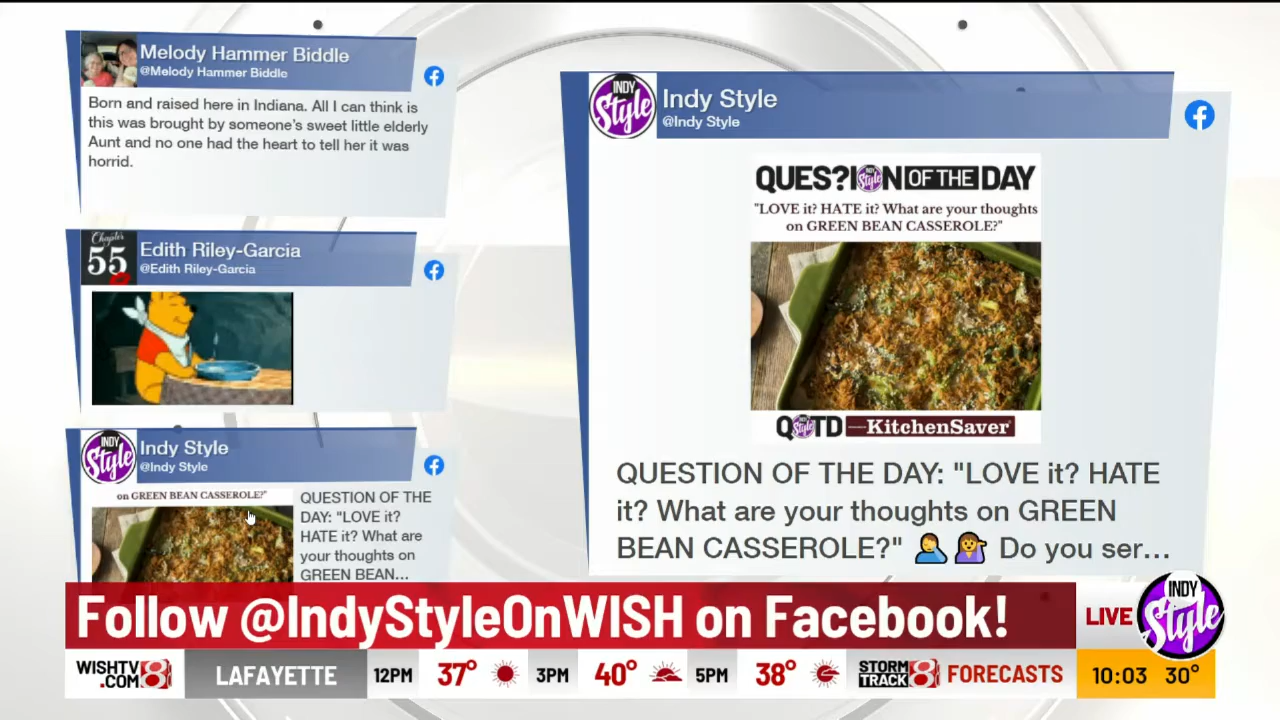 Melody Hammer Biddle
@Melody Hammer Biddle
Born and raised here in Indiana. All I can think is
this was brought by someone's sweet little elderly
Aunt and no one had the heart to tell her it was
horrid.
Chapter
55
Edith Riley-Garcia
@Edith Riley-Garcia
INDY
Style
Indy Style
@Indy Style
on GREEN BEAN CASSEROLE?"
QUESTION OF THE
DAY: "LOVE it?
HATE it? What are
your thoughts on
GREEN BEAN...
INDY
Style
Indy Style
@Indy Style
QUES?I Style N OF THE DAY
"LOVE it? HATE it? What are your thoughts
on GREEN BEAN CASSEROLE?"
Q Style TD KitchenSaver
QUESTION OF THE DAY: "LOVE it? HATE
it? What are your thoughts on GREEN
BEAN CASSEROLE?" 🤦‍♂️ 💁‍♀️ Do you ser...
Follow @IndyStyleOnWISH on Facebook!
LIVE
INDY
Style
WISHTV
.COM 8
LAFAYETTE
12PM 37° 3PM 40° 5PM 38°
STORM
TRACK 8
FORECASTS
10:03 30°